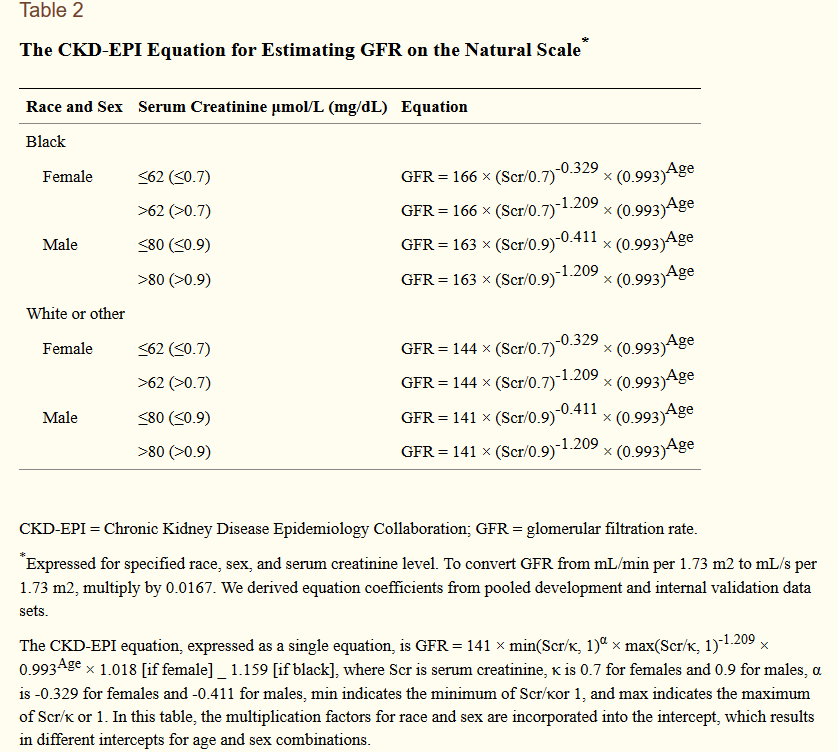 Table 2
The CKD-EPI Equation for Estimating GFR on the Natural Scale*
Race and Sex Serum Creatinine μmol/L (mg/dL) Equation
Black
Female ≤62 (≤0.7) GFR = 166 × (Scr/0.7)^-0.329 × (0.993)^Age
>62 (>0.7) GFR = 166 × (Scr/0.7)^-1.209 × (0.993)^Age
Male ≤80 (≤0.9) GFR = 163 × (Scr/0.9)^-0.411 × (0.993)^Age
>80 (>0.9) GFR = 163 × (Scr/0.9)^-1.209 × (0.993)^Age
White or other
Female ≤62 (≤0.7) GFR = 144 × (Scr/0.7)^-0.329 × (0.993)^Age
>62 (>0.7) GFR = 144 × (Scr/0.7)^-1.209 × (0.993)^Age
Male ≤80 (≤0.9) GFR = 141 × (Scr/0.9)^-0.411 × (0.993)^Age
>80 (>0.9) GFR = 141 × (Scr/0.9)^-1.209 × (0.993)^Age
CKD-EPI = Chronic Kidney Disease Epidemiology Collaboration; GFR = glomerular filtration rate.
*Expressed for specified race, sex, and serum creatinine level. To convert GFR from mL/min per 1.73 m2 to mL/s per
1.73 m2, multiply by 0.0167. We derived equation coefficients from pooled development and internal validation data
sets.
The CKD-EPI equation, expressed as a single equation, is GFR = 141 × min(Scr/κ, 1)^α × max(Scr/κ, 1)^-1.209 ×
0.993^Age × 1.018 [if female] _ 1.159 [if black], where Scr is serum creatinine, κ is 0.7 for females and 0.9 for males, α
is -0.329 for females and -0.411 for males, min indicates the minimum of Scr/κor 1, and max indicates the maximum
of Scr/κ or 1. In this table, the multiplication factors for race and sex are incorporated into the intercept, which results
in different intercepts for age and sex combinations.